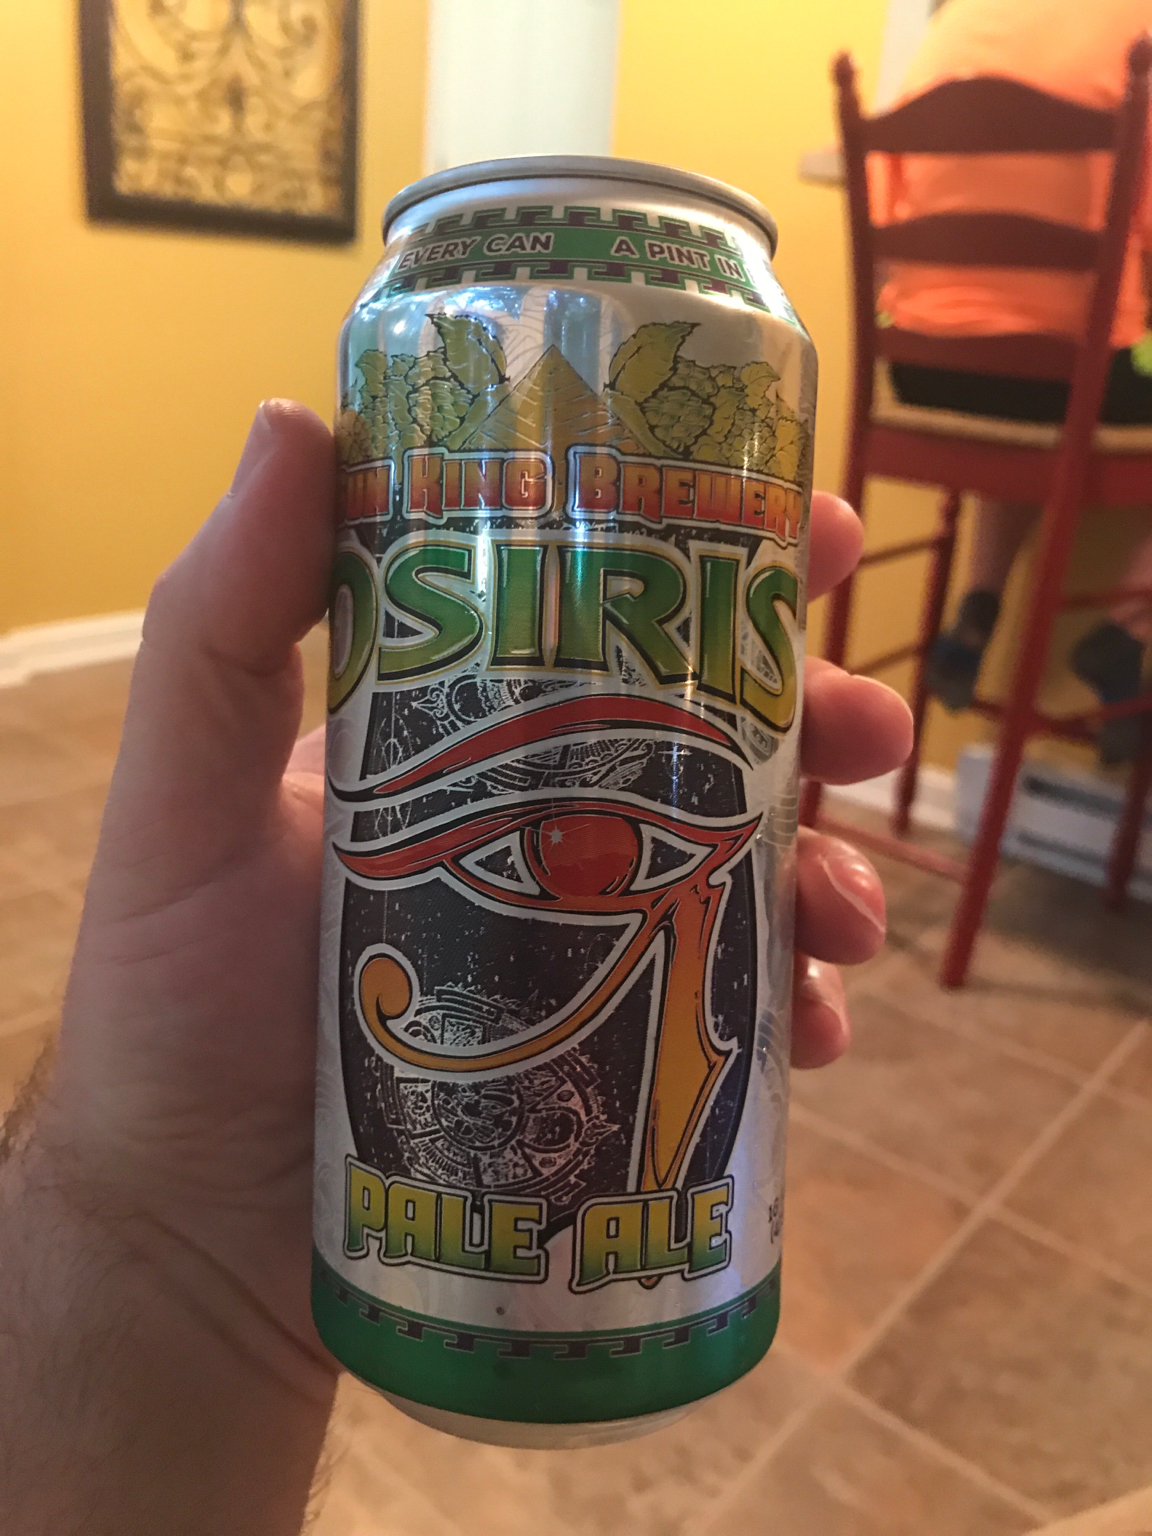 EVERY CAN A PINT IN
SUN KING BREWERY
OSIRIS
PALE ALE